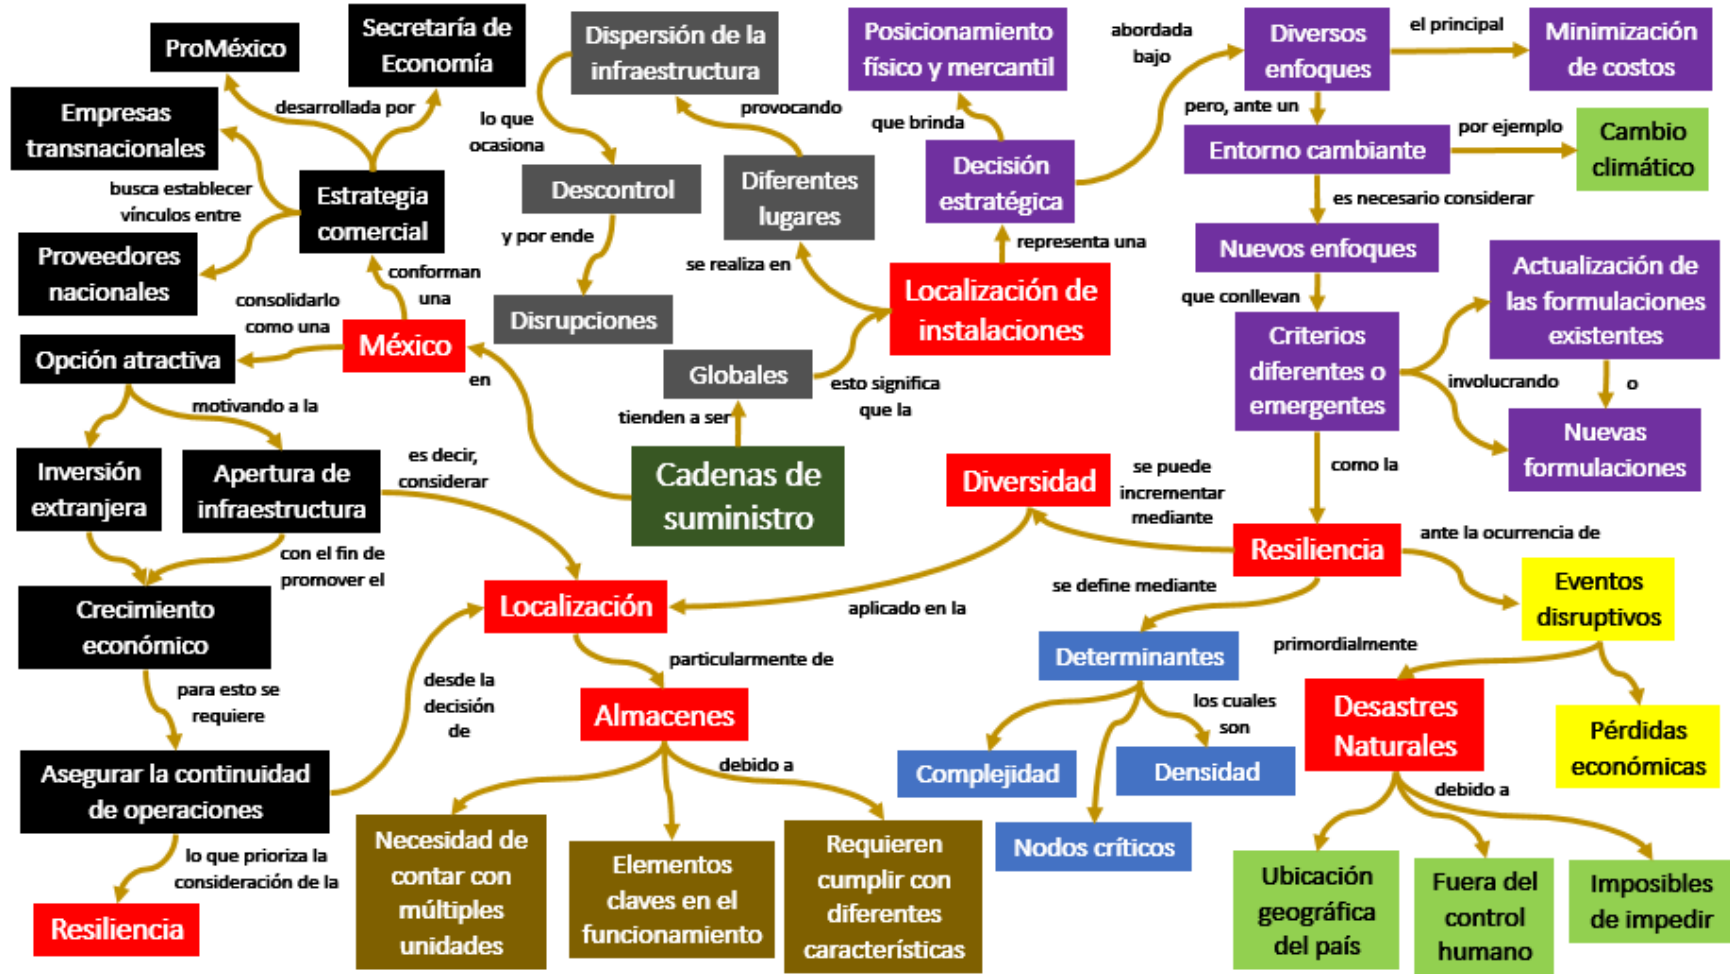 ProMéxico
Secretaría de
Economía
desarrollada por
Empresas
transnacionales
busca establecer
vínculos entre
Estrategia
comercial
Proveedores
nacionales
conforman
una
consolidarlo
como una
México
Opción atractiva
en
motivando a la
Inversión
extranjera
Apertura de
infraestructura
es decir,
considerar
con el fin de
promover el
Crecimiento
económico
para esto se
requiere
Asegurar la continuidad
de operaciones
lo que prioriza la
consideración de la
Resiliencia
desde la
decisión
de
Dispersión de la
infraestructura
lo que
ocasiona
provocando
Descontrol
Diferentes
lugares
y por ende
se realiza en
Disrupciones
Globales
esto significa
que la
tienden a ser
Cadenas de
suministro
Posicionamiento
físico y mercantil
que brinda
Decisión
estratégica
representa una
Localización de
instalaciones
abordada
bajo
Diversos
enfoques
el principal
Minimización
de costos
pero, ante un
Entorno cambiante
por ejemplo
Cambio
climático
es necesario considerar
Nuevos enfoques
que conllevan
Criterios
diferentes o
emergentes
involucrando
Actualización de
las formulaciones
existentes
o
Nuevas
formulaciones
como la
Diversidad
se puede
incrementar
mediante
Resiliencia
ante la ocurrencia de
Eventos
disruptivos
se define mediante
aplicado en la
Localización
particularmente de
Almacenes
debido a
Necesidad de
contar con
múltiples
unidades
Elementos
claves en el
funcionamiento
Requieren
cumplir con
diferentes
características
Determinantes
los cuales
son
Complejidad
Densidad
Nodos críticos
primordialmente
Desastres
Naturales
Pérdidas
económicas
debido a
Ubicación
geográfica
del país
Fuera del
control
humano
Imposibles
de impedir